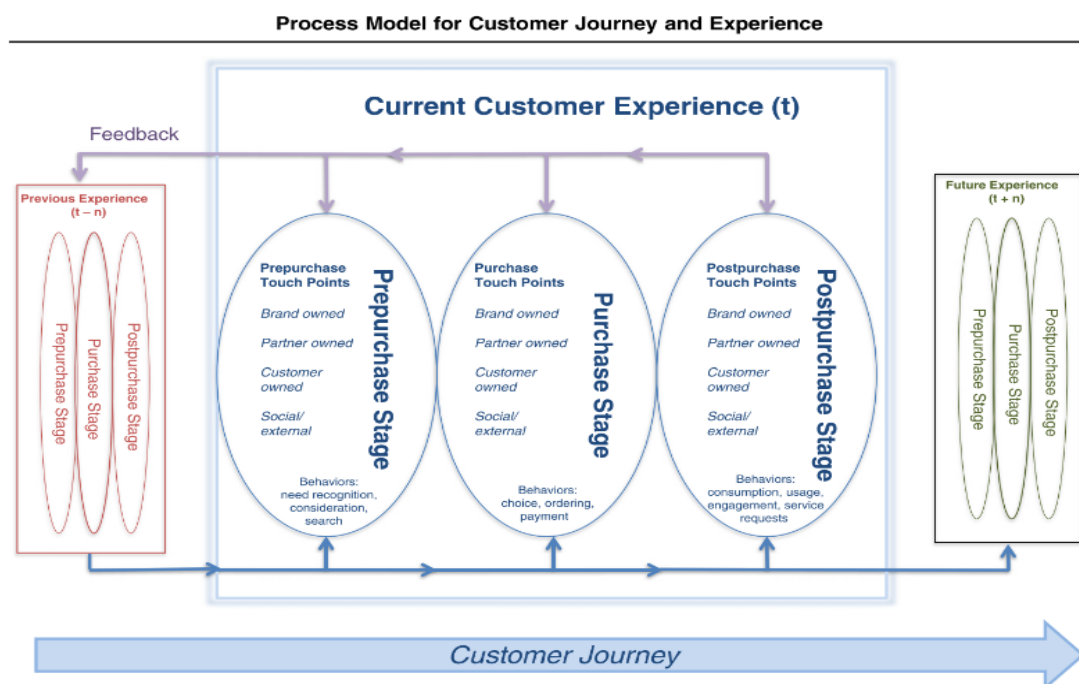 Process Model for Customer Journey and Experience
Current Customer Experience (t)
Feedback
Previous Experience
(t – n)
Prepurchase Stage
Purchase Stage
Postpurchase Stage
Prepurchase
Touch Points
Brand owned
Partner owned
Customer
owned
Social/
external
Prepurchase Stage
Behaviors:
need recognition,
consideration,
search
Purchase
Touch Points
Brand owned
Partner owned
Customer
owned
Social/
external
Purchase Stage
Behaviors:
choice, ordering,
payment
Postpurchase
Touch Points
Brand owned
Partner owned
Customer
owned
Social/
external
Postpurchase Stage
Behaviors:
consumption, usage,
engagement, service
requests
Future Experience
(t + n)
Prepurchase Stage
Purchase Stage
Postpurchase Stage
Customer Journey